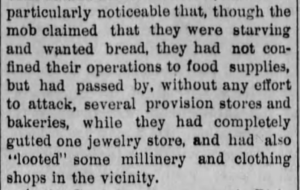 particularly noticeable that, though the
mob claimed that they were starving
and wanted bread, they had not con-
fined their operations to food supplies,
but had passed by, without any effort
to attack, several provision stores and
bakeries, while they had completely
gutted one jewelry store, and had also
"looted" some millinery and clothing
shops in the vicinity.